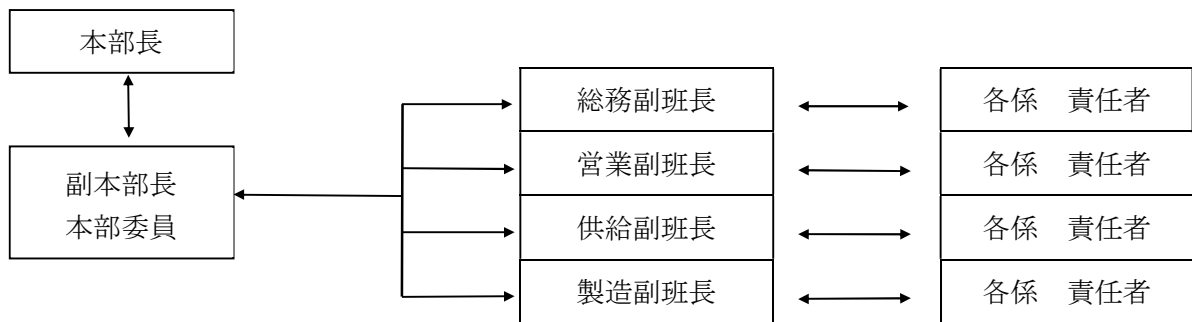 本部長
副本部長
本部委員
総務副班長
各係　責任者
営業副班長
各係　責任者
供給副班長
各係　責任者
製造副班長
各係　責任者